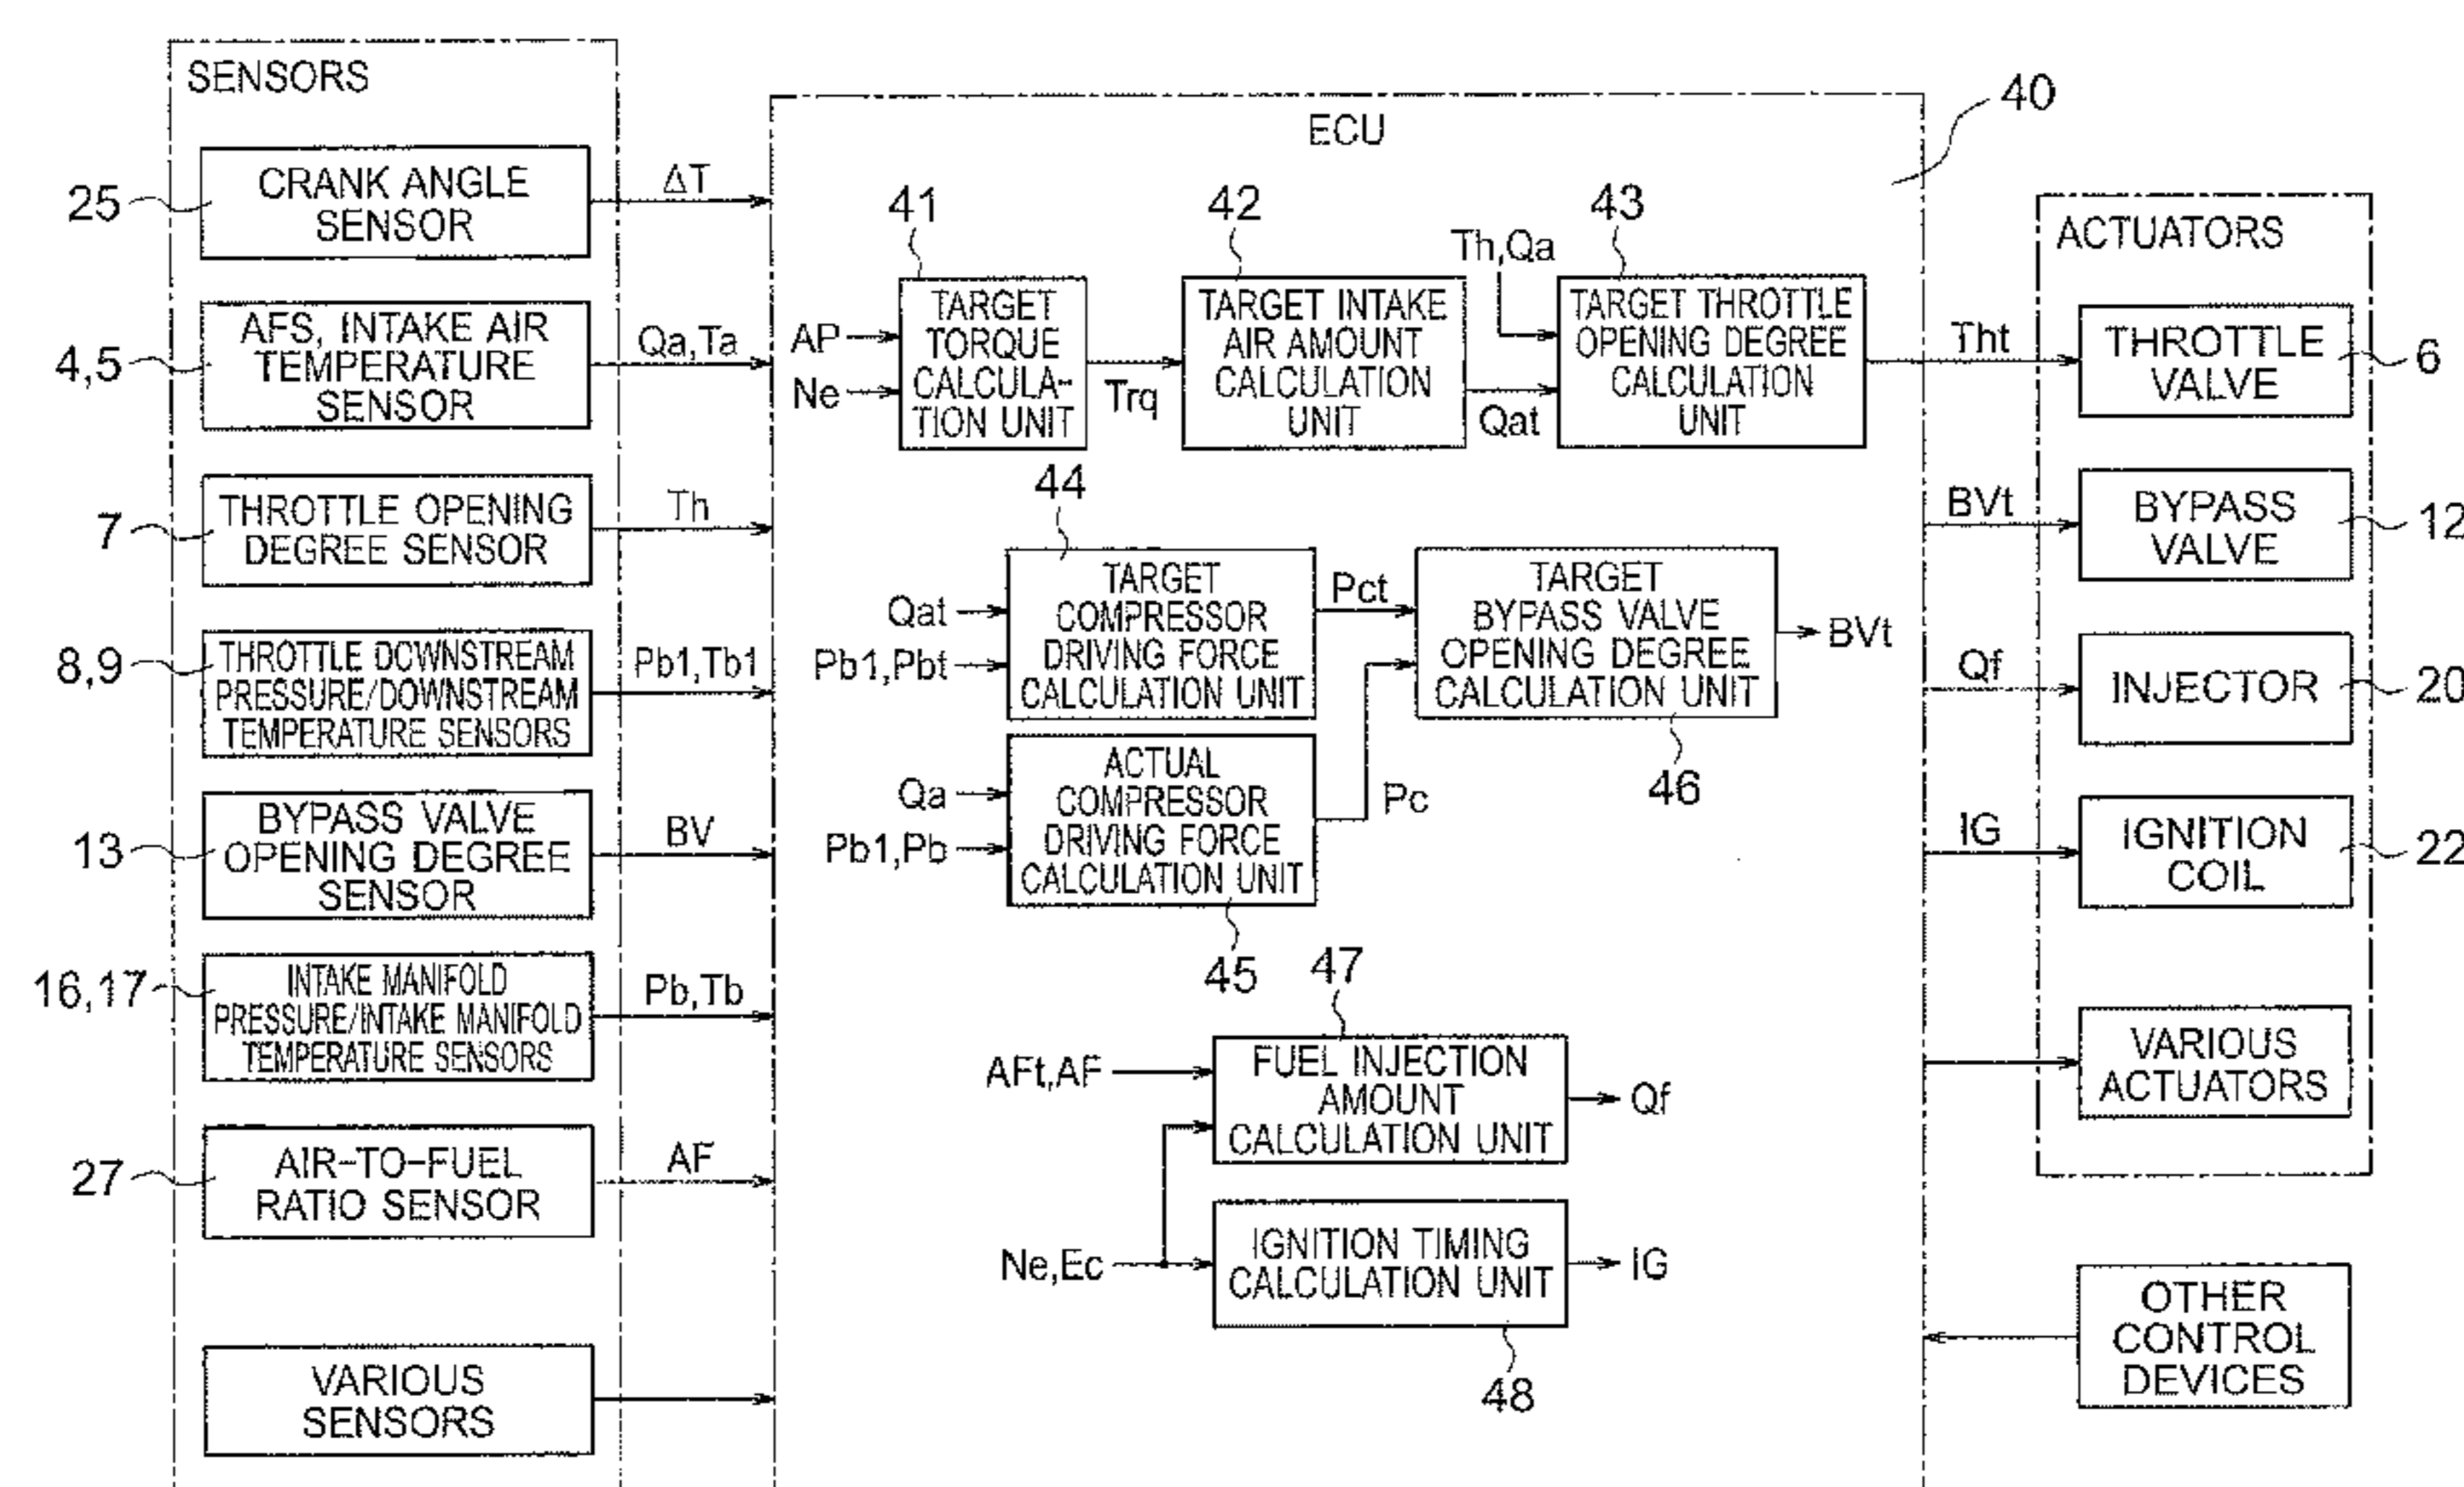 SENSORS
25
CRANK ANGLE
SENSOR
ΔT
4,5
AFS, INTAKE AIR
TEMPERATURE
SENSOR
Qa,Ta
7
THROTTLE OPENING
DEGREE SENSOR
Th
8,9
THROTTLE DOWNSTREAM
PRESSURE/DOWNSTREAM
TEMPERATURE SENSORS
Pb1,Tb1
13
BYPASS VALVE
OPENING DEGREE
SENSOR
BV
16,17
INTAKE MANIFOLD
PRESSURE/INTAKE MANIFOLD
TEMPERATURE SENSORS
Pb,Tb
27
AIR-TO-FUEL
RATIO SENSOR
AF
VARIOUS
SENSORS
ECU
40
41
AP
Ne
TARGET
TORQUE
CALCULA-
TION UNIT
Trq
42
TARGET INTAKE
AIR AMOUNT
CALCULATION
UNIT
Qat
Th,Qa
43
TARGET THROTTLE
OPENING DEGREE
CALCULATION
UNIT
44
Qat
Pb1,Pbt
TARGET
COMPRESSOR
DRIVING FORCE
CALCULATION UNIT
Pct
TARGET
BYPASS VALVE
OPENING DEGREE
CALCULATION UNIT
BVt
46
Qa
Pb1,Pb
ACTUAL
COMPRESSOR
DRIVING FORCE
CALCULATION UNIT
Pc
45
47
AFt,AF
FUEL INJECTION
AMOUNT
CALCULATION UNIT
Qf
Ne,Ec
IGNITION TIMING
CALCULATION UNIT
IG
48
ACTUATORS
Tht
THROTTLE
VALVE
6
BVt
BYPASS
VALVE
12
Qf
INJECTOR
20
IG
IGNITION
COIL
22
VARIOUS
ACTUATORS
OTHER
CONTROL
DEVICES